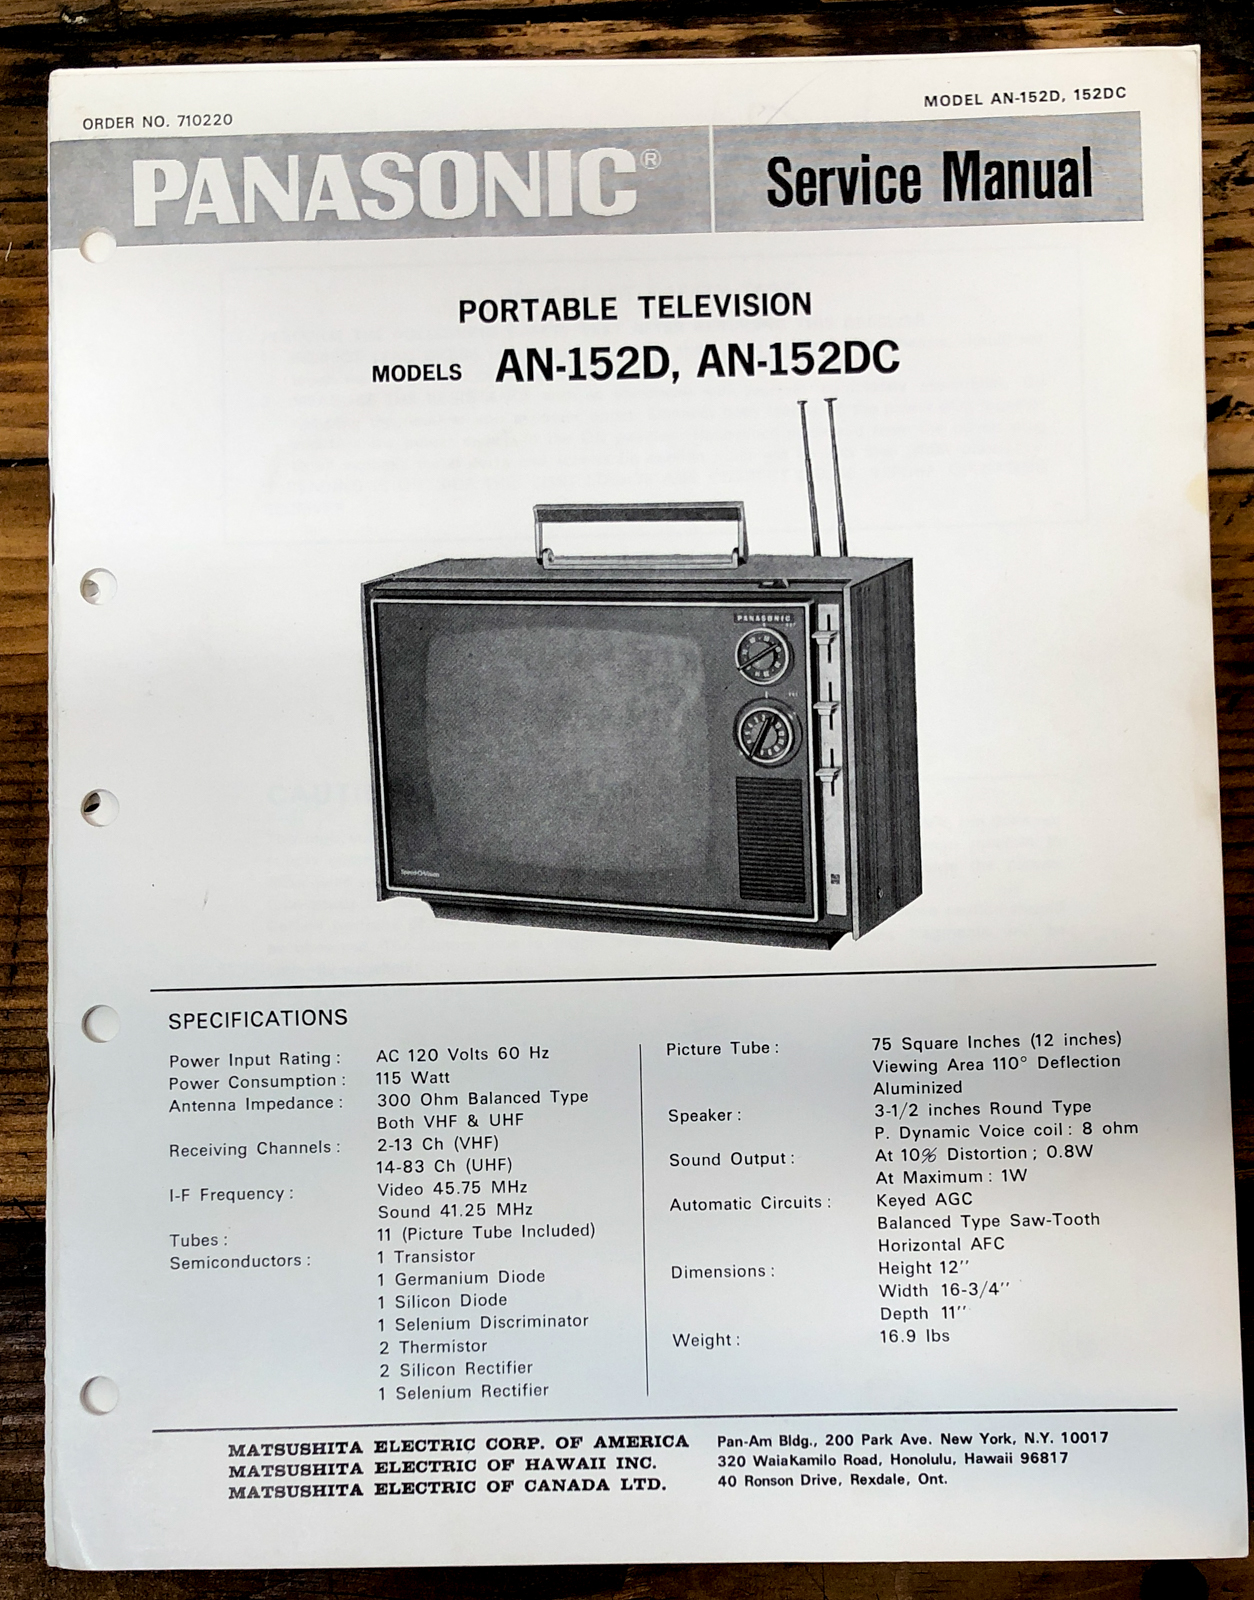 ORDER NO. 710220
MODEL AN-152D, 152DC
PANASONIC®
Service Manual
PORTABLE TELEVISION
MODELS AN-152D, AN-152DC
PANASONIC
SPECIFICATIONS
Power Input Rating : AC 120 Volts 60 Hz
Power Consumption : 115 Watt
Antenna Impedance : 300 Ohm Balanced Type
Both VHF & UHF
Receiving Channels : 2-13 Ch (VHF)
14-83 Ch (UHF)
I-F Frequency : Video 45.75 MHz
Sound 41.25 MHz
Tubes : 11 (Picture Tube Included)
Semiconductors : 1 Transistor
1 Germanium Diode
1 Silicon Diode
1 Selenium Discriminator
2 Thermistor
2 Silicon Rectifier
1 Selenium Rectifier
Picture Tube : 75 Square Inches (12 inches)
Viewing Area 110° Deflection
Aluminized
Speaker : 3-1/2 inches Round Type
P. Dynamic Voice coil : 8 ohm
Sound Output : At 10% Distortion ; 0.8W
At Maximum : 1W
Automatic Circuits : Keyed AGC
Balanced Type Saw-Tooth
Horizontal AFC
Dimensions : Height 12''
Width 16-3/4''
Depth 11''
Weight : 16.9 lbs
MATSUSHITA ELECTRIC CORP. OF AMERICA Pan-Am Bldg., 200 Park Ave. New York, N.Y. 10017
MATSUSHITA ELECTRIC OF HAWAII INC. 320 WaiaKamilo Road, Honolulu, Hawaii 96817
MATSUSHITA ELECTRIC OF CANADA LTD. 40 Ronson Drive, Rexdale, Ont.